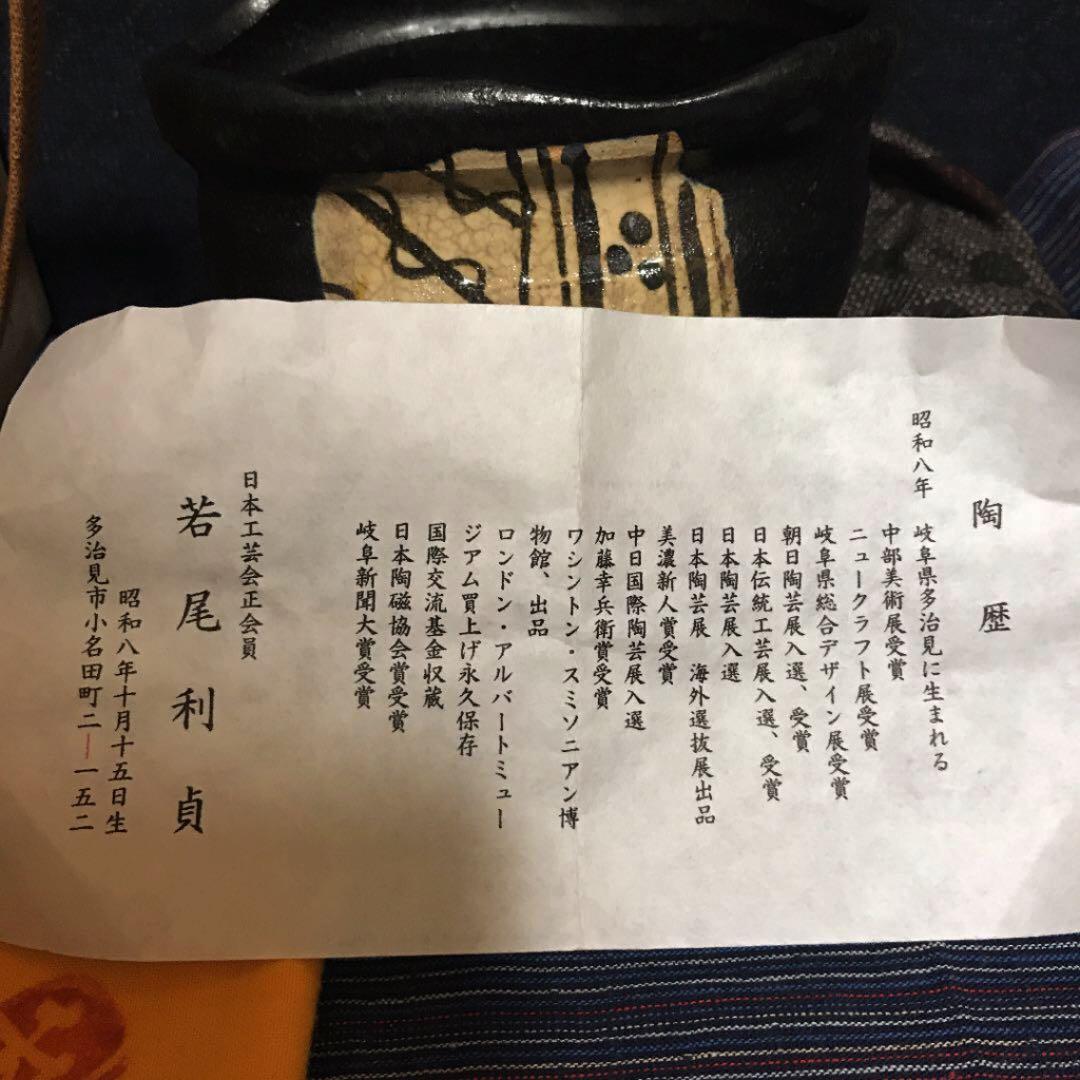 陶歴
昭和八年 岐阜県多治見に生まれる
中部美術展受賞
ニュークラフト展受賞
岐阜県総合デザイン展受賞
朝日陶芸展入選、受賞
日本伝統工芸展入選、受賞
日本陶芸展入選
日本陶芸展 海外選抜展出品
美濃新人賞受賞
中日国際陶芸展入選
加藤幸兵衛賞受賞
ワシントン・スミソニアン博
物館、出品
ロンドン・アルバートミュー
ジアム買上げ永久保存
国際交流基金収蔵
日本陶磁協会賞受賞
岐阜新聞大賞受賞
日本工芸会正会員
若尾利貞
昭和八年十月十五日生
多治見市小名田町二ー一五二